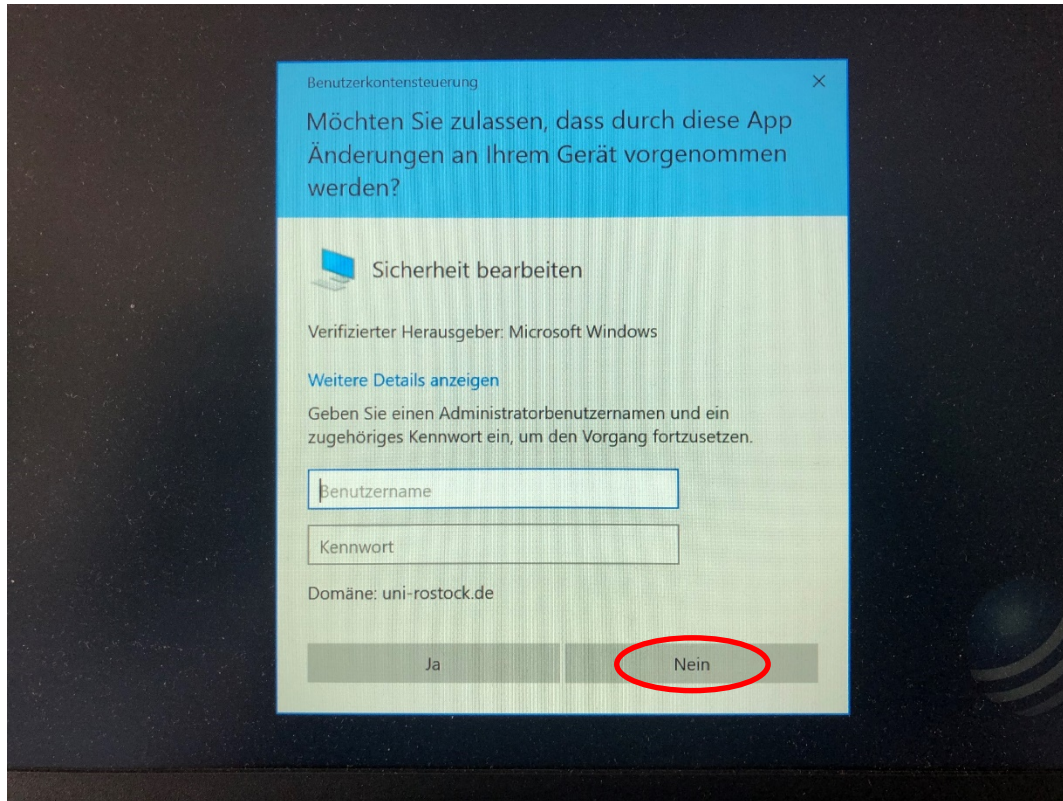 Benutzerkontensteuerung
Möchten Sie zulassen, dass durch diese App
Änderungen an Ihrem Gerät vorgenommen
werden?
Sicherheit bearbeiten
Verifizierter Herausgeber: Microsoft Windows
Weitere Details anzeigen
Geben Sie einen Administratorbenutzernamen und ein
zugehöriges Kennwort ein, um den Vorgang fortzusetzen.
Benutzername
Kennwort
Domäne: uni-rostock.de
Ja Nein